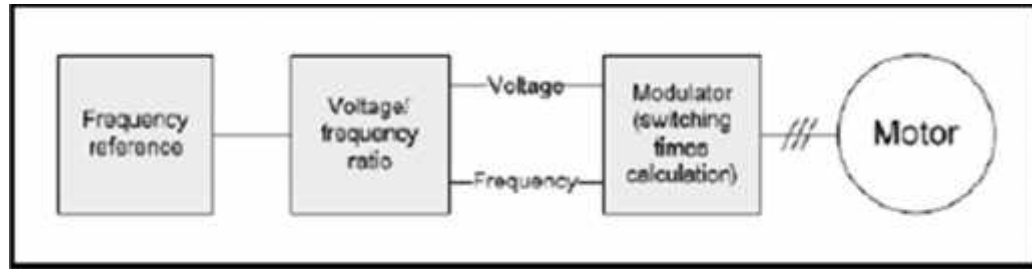 Frequency
reference
Voltage/
frequency
ratio
Voltage
Frequency
Modulator
(switching
times
calculation)
Motor